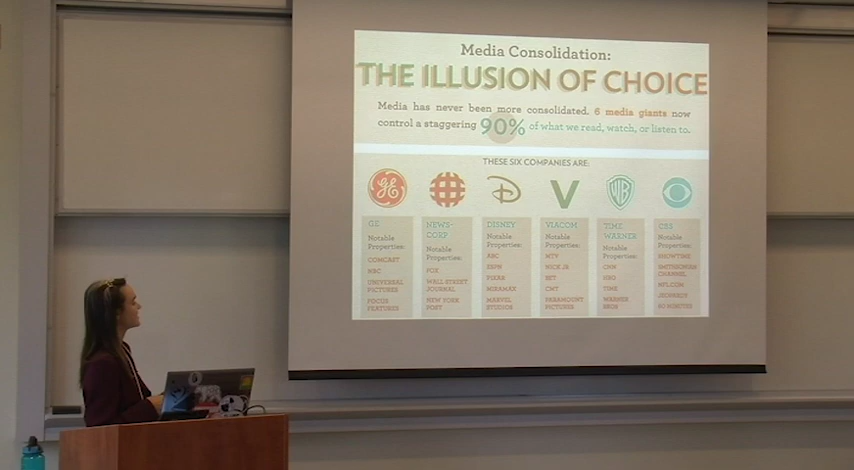 Media Consolidation:
THE ILLUSION OF CHOICE
Media has never been more consolidated. 6 media giants now
control a staggering 90% of what we read, watch, or listen to.
THESE SIX COMPANIES ARE:
GE
Notable
Properties:
COMCAST
NBC
UNIVERSAL
PICTURES
FOCUS
FEATURES
NEWS-
CORP
Notable
Properties:
FOX
WALL STREET
JOURNAL
NEW YORK
POST
DISNEY
Notable
Properties:
ABC
ESPN
PIXAR
MIRAMAX
MARVEL
STUDIOS
V
VIACOM
Notable
Properties:
MTV
NICK JR
BET
CMT
PARAMOUNT
PICTURES
WB
TIME
WARNER
Notable
Properties:
CNN
HBO
TIME
WARNER
BROS
CBS
Notable
Properties:
SHOWTIME
SMITHSONIAN
CHANNEL
NFL.COM
JEOPARDY
60 MINUTES